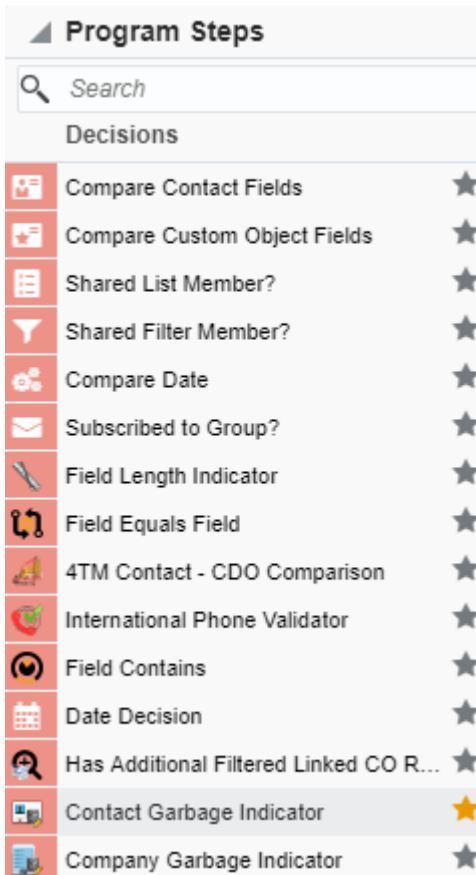 Program Steps
Search
Decisions
Compare Contact Fields
Compare Custom Object Fields
Shared List Member?
Shared Filter Member?
Compare Date
Subscribed to Group?
Field Length Indicator
Field Equals Field
4TM Contact - CDO Comparison
International Phone Validator
Field Contains
Date Decision
Has Additional Filtered Linked CO R...
Contact Garbage Indicator
Company Garbage Indicator